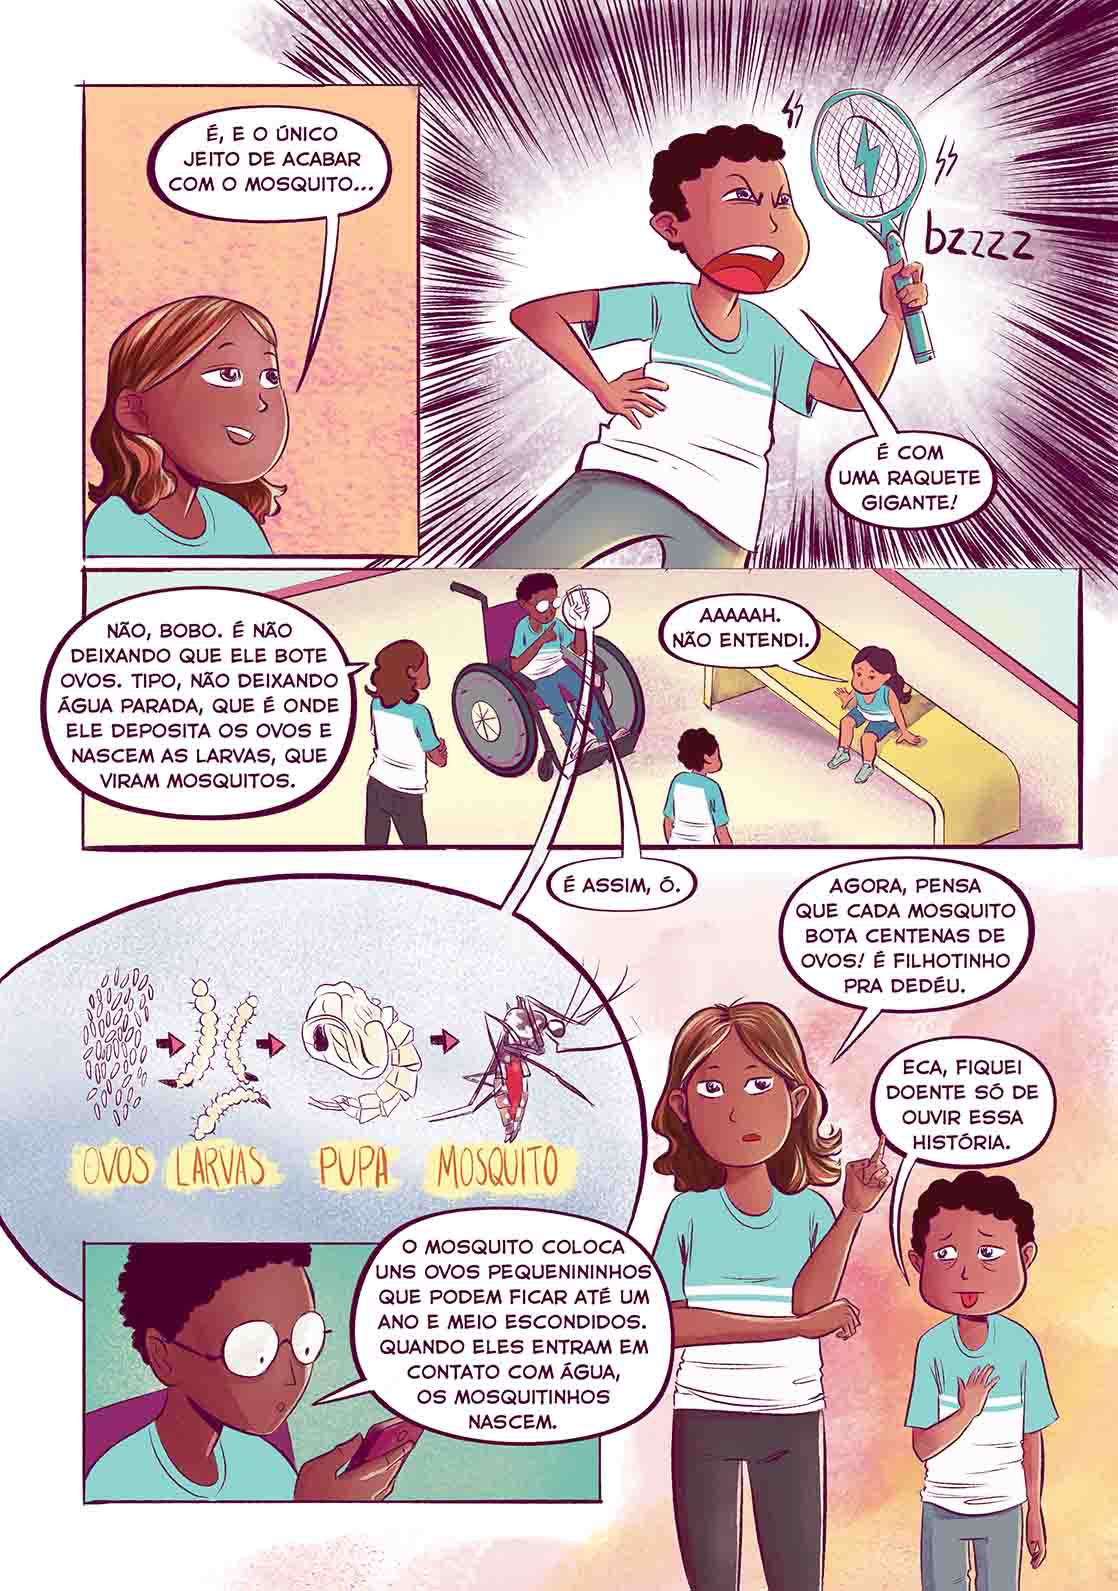 É, E O ÚNICO
JEITO DE ACABAR
COM O MOSQUITO...
bzzzz
É COM
UMA RAQUETE
GIGANTE!
NÃO, BOBO. É NÃO
DEIXANDO QUE ELE BOTE
OVOS. TIPO, NÃO DEIXANDO
ÁGUA PARADA, QUE É ONDE
ELE DEPOSITA OS OVOS E
NASCEM AS LARVAS, QUE
VIRAM MOSQUITOS.
AAAAAH.
NÃO ENTENDI.
É ASSIM, Ó.
OVOS
LARVAS
PUPA
MOSQUITO
AGORA, PENSA
QUE CADA MOSQUITO
BOTA CENTENAS DE
OVOS! É FILHOTINHO
PRA DEDÉU.
ECA, FIQUEI
DOENTE SÓ DE
OUVIR ESSA
HISTÓRIA.
O MOSQUITO COLOCA
UNS OVOS PEQUENININHOS
QUE PODEM FICAR ATÉ UM
ANO E MEIO ESCONDIDOS.
QUANDO ELES ENTRAM EM
CONTATO COM ÁGUA,
OS MOSQUITINHOS
NASCEM.